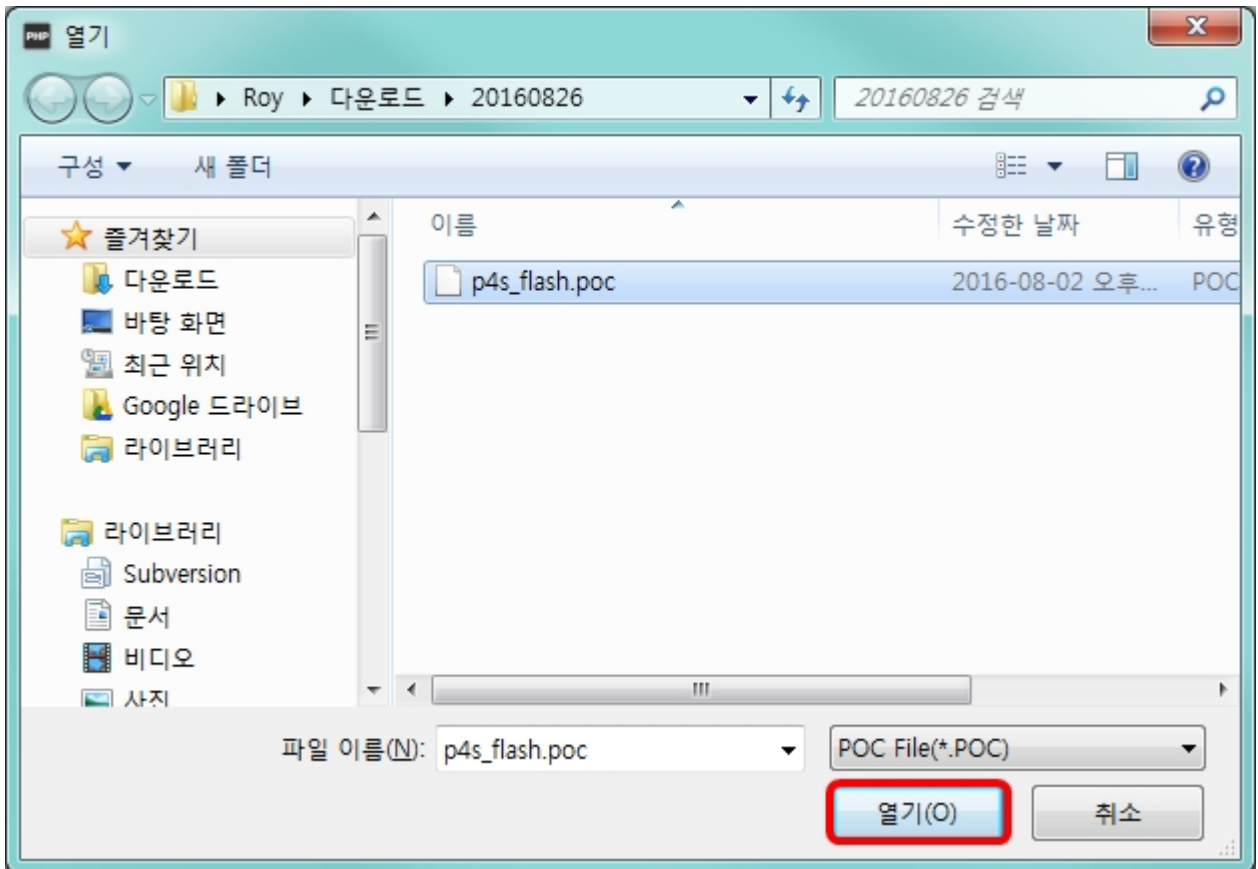 PHP 열기
Roy 다운로드 20160826
20160826 검색
구성 새 폴더
이름 수정한 날짜 유형
p4s_flash.poc 2016-08-02 오후... POC
즐겨찾기
다운로드
바탕 화면
최근 위치
Google 드라이브
라이브러리
라이브러리
Subversion
문서
비디오
사진
파일 이름(N): p4s_flash.poc POC File(*.POC)
열기(O) 취소